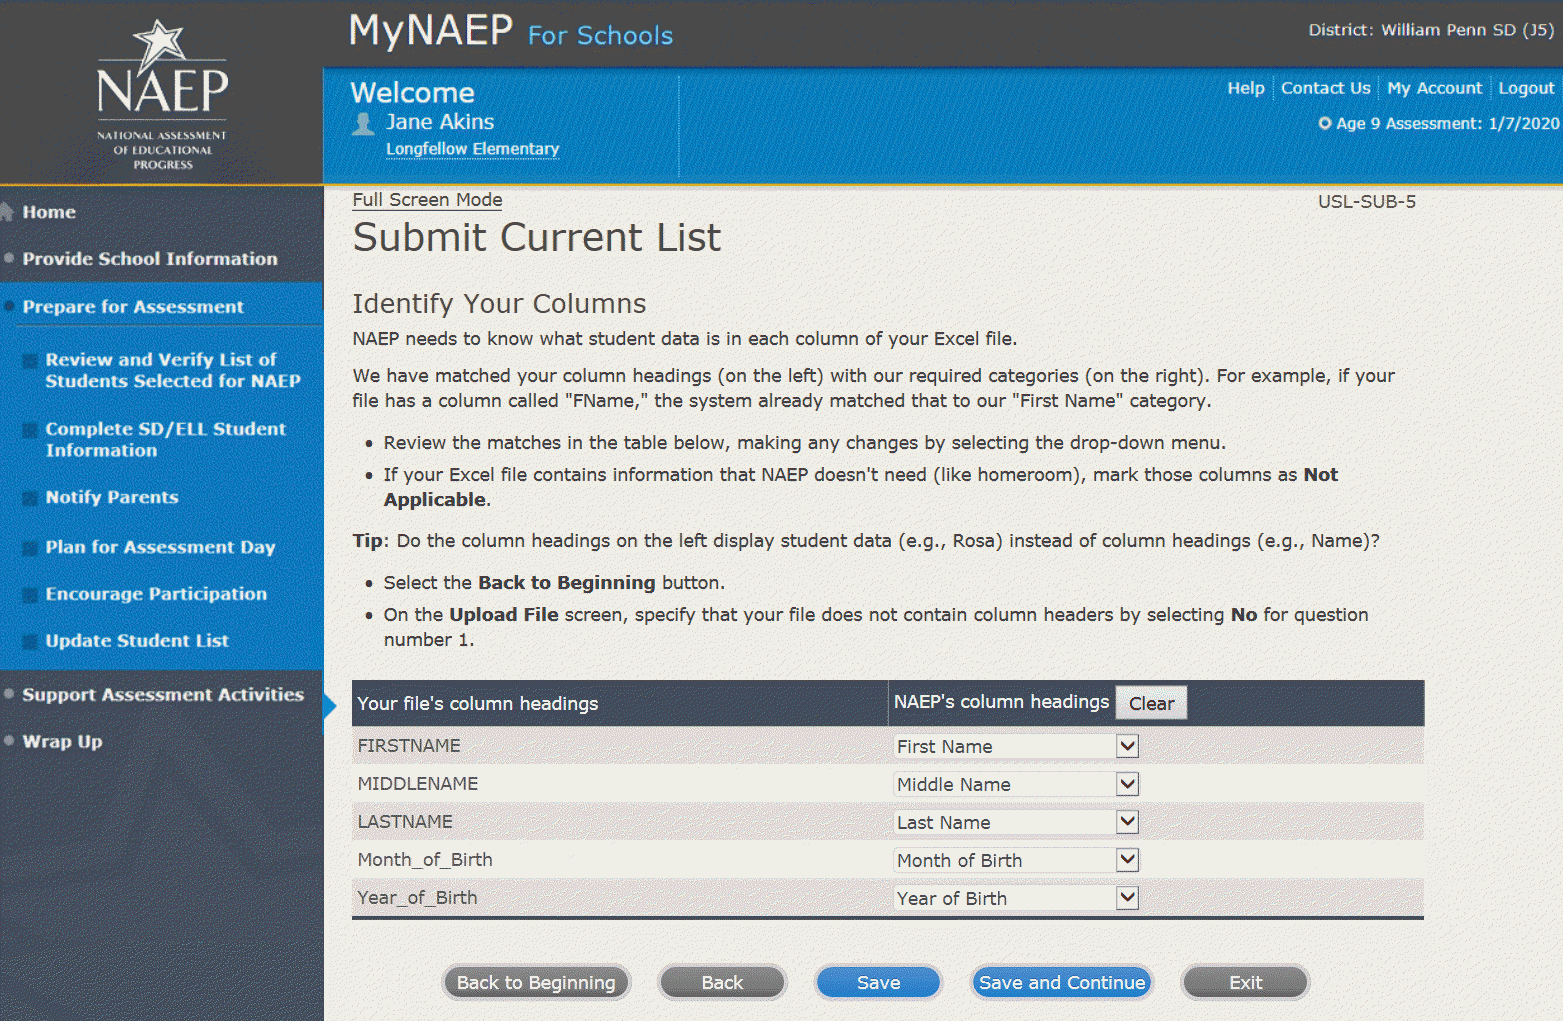 NAEP
NATIONAL ASSESSMENT
OF EDUCATIONAL
PROGRESS
MyNAEP For Schools
District: William Penn SD (J5)
Welcome
Jane Akins
Longfellow Elementary
Help Contact Us My Account Logout
Age 9 Assessment: 1/7/2020
Home
Provide School Information
Prepare for Assessment
Review and Verify List of
Students Selected for NAEP
Complete SD/ELL Student
Information
Notify Parents
Plan for Assessment Day
Encourage Participation
Update Student List
Support Assessment Activities
Wrap Up
Full Screen Mode
USL-SUB-5
Submit Current List
Identify Your Columns
NAEP needs to know what student data is in each column of your Excel file.
We have matched your column headings (on the left) with our required categories (on the right). For example, if your
file has a column called "FName," the system already matched that to our "First Name" category.
• Review the matches in the table below, making any changes by selecting the drop-down menu.
• If your Excel file contains information that NAEP doesn't need (like homeroom), mark those columns as Not
Applicable.
Tip: Do the column headings on the left display student data (e.g., Rosa) instead of column headings (e.g., Name)?
• Select the Back to Beginning button.
• On the Upload File screen, specify that your file does not contain column headers by selecting No for question
number 1.
Your file's column headings NAEP's column headings Clear
FIRSTNAME First Name
MIDDLENAME Middle Name
LASTNAME Last Name
Month_of_Birth Month of Birth
Year_of_Birth Year of Birth
Back to Beginning Back Save Save and Continue Exit